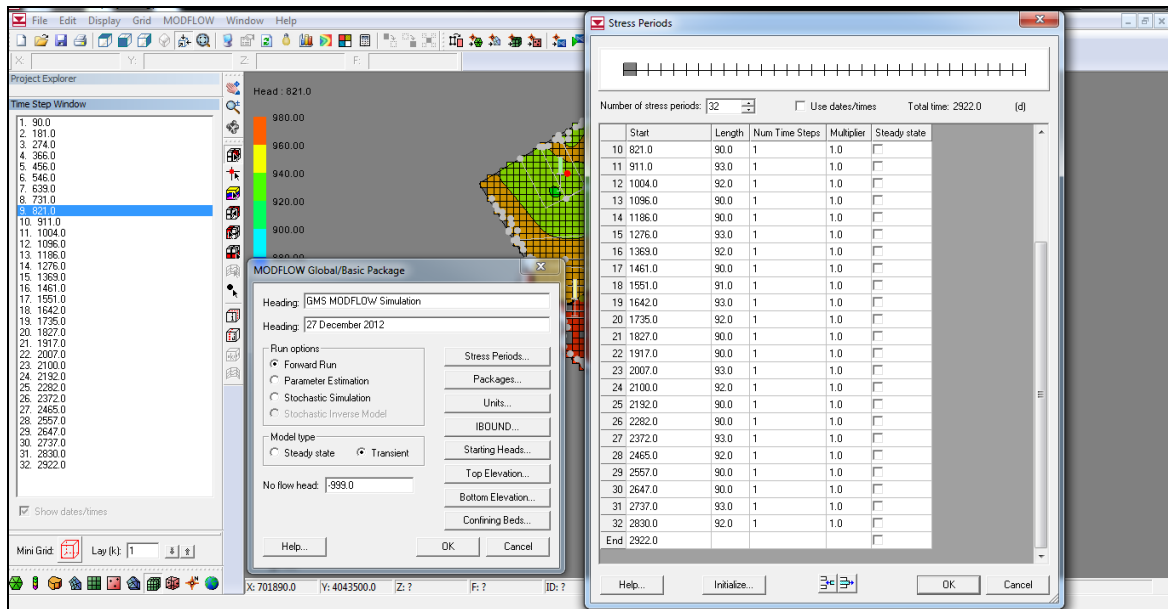 File Edit Display Grid MODFLOW Window Help
X: Y: Z: F:
Project Explorer
Time Step Window
1. 90.0
2. 181.0
3. 274.0
4. 366.0
5. 456.0
6. 546.0
7. 639.0
8. 731.0
9. 821.0
10. 911.0
11. 1004.0
12. 1096.0
13. 1186.0
14. 1276.0
15. 1369.0
16. 1461.0
17. 1551.0
18. 1642.0
19. 1735.0
20. 1827.0
21. 1917.0
22. 2007.0
23. 2100.0
24. 2192.0
25. 2282.0
26. 2372.0
27. 2465.0
28. 2557.0
29. 2647.0
30. 2737.0
31. 2830.0
32. 2922.0
Show dates/times
Mini Grid: Lay (k): 1
Head : 821.0
980.00
960.00
940.00
920.00
900.00
880.00
MODFLOW Global/Basic Package
Heading: GMS MODFLOW Simulation
Heading: 27 December 2012
Run options
Forward Run
Parameter Estimation
Stochastic Simulation
Stochastic Inverse Model
Model type
Steady state Transient
No flow head: -999.0
Stress Periods...
Packages...
Units...
IBOUND...
Starting Heads...
Top Elevation...
Bottom Elevation...
Confining Beds...
Help... OK Cancel
X: 701890.0 Y: 4043500.0 Z: ? F: ? ID: ?
Stress Periods
Number of stress periods: 32 Use dates/times Total time: 2922.0 (d)
Start Length Num Time Steps Multiplier Steady state
10 821.0 90.0 1 1.0
11 911.0 93.0 1 1.0
12 1004.0 92.0 1 1.0
13 1096.0 90.0 1 1.0
14 1186.0 90.0 1 1.0
15 1276.0 93.0 1 1.0
16 1369.0 92.0 1 1.0
17 1461.0 90.0 1 1.0
18 1551.0 91.0 1 1.0
19 1642.0 93.0 1 1.0
20 1735.0 92.0 1 1.0
21 1827.0 90.0 1 1.0
22 1917.0 90.0 1 1.0
23 2007.0 93.0 1 1.0
24 2100.0 92.0 1 1.0
25 2192.0 90.0 1 1.0
26 2282.0 90.0 1 1.0
27 2372.0 93.0 1 1.0
28 2465.0 92.0 1 1.0
29 2557.0 90.0 1 1.0
30 2647.0 90.0 1 1.0
31 2737.0 93.0 1 1.0
32 2830.0 92.0 1 1.0
End 2922.0
Help... Initialize... OK Cancel